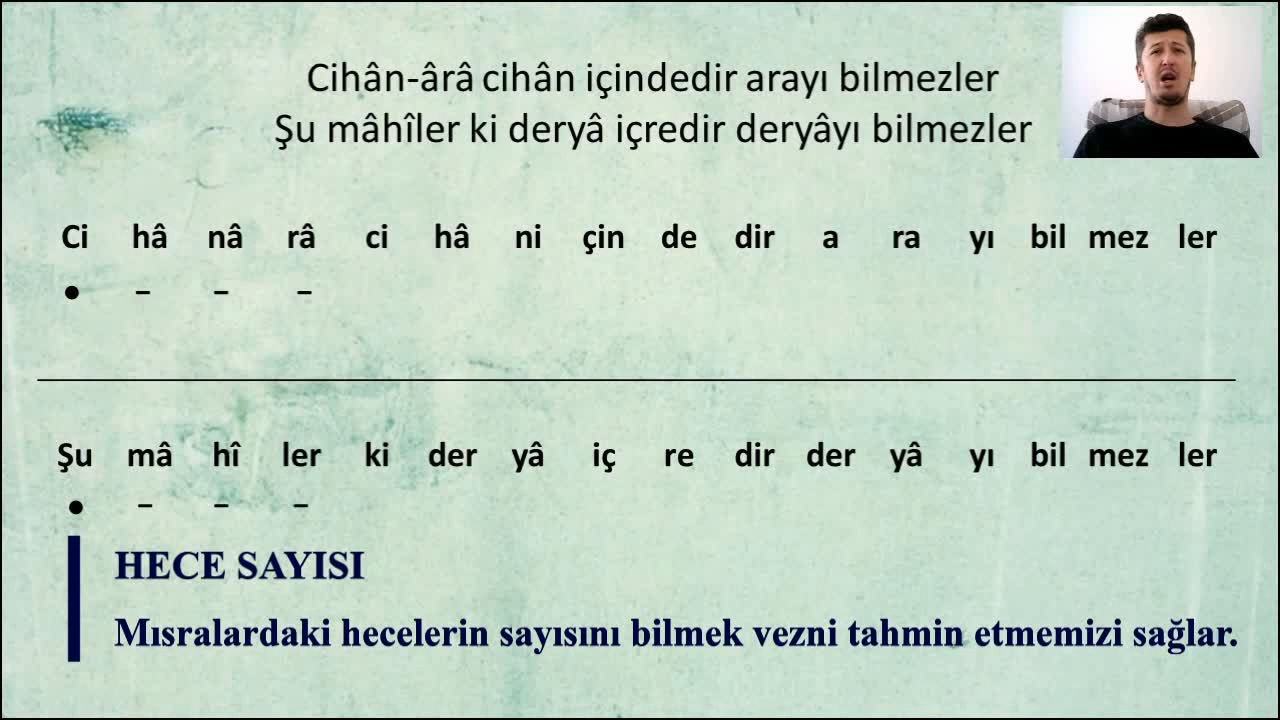 Cihân-ârâ cihân içindedir arayı bilmezler
Şu mâhîler ki deryâ içredir deryâyı bilmezler
Ci hâ nâ râ ci hâ ni çin de dir a ra yı bil mez ler
• – – –
Şu mâ hî ler ki der yâ iç re dir der yâ yı bil mez ler
• – – –
HECE SAYISI
Mısralardaki hecelerin sayısını bilmek vezni tahmin etmemizi sağlar.